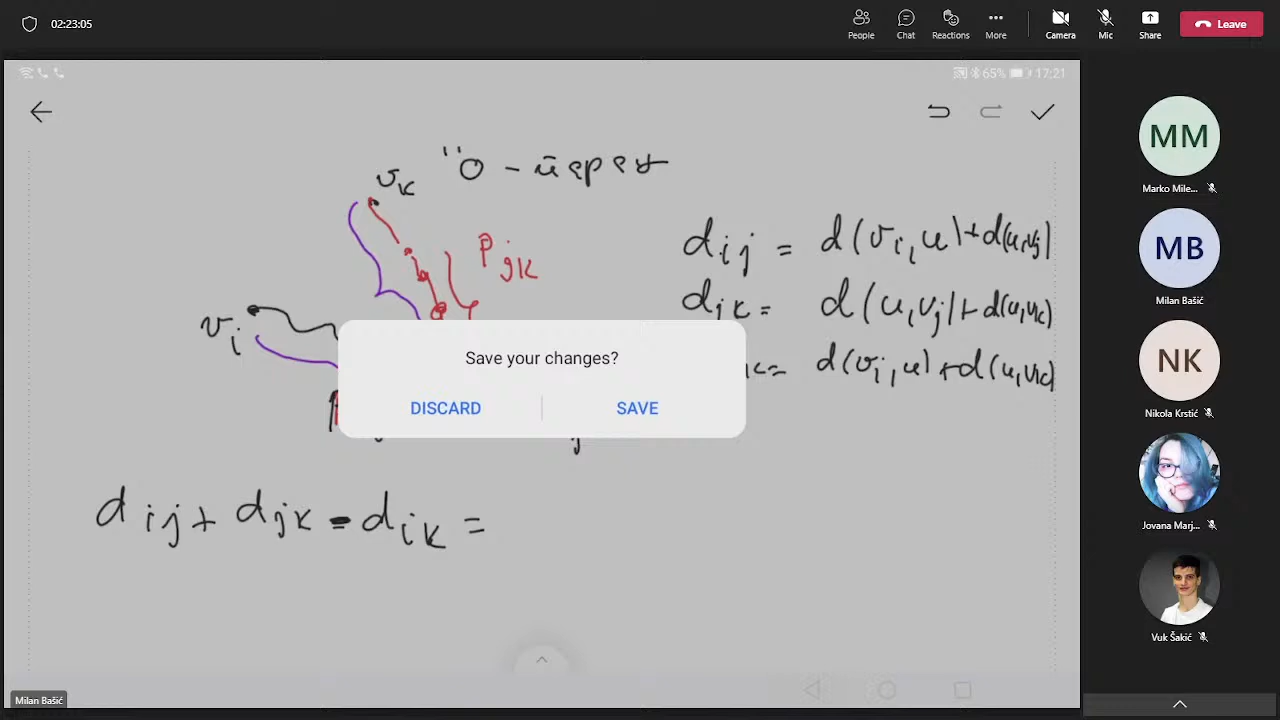 02:23:05
People
Chat
Reactions
More
Camera
Mic
Share
Leave
65% 17:21
v_k
P_jk
d_ij = d(v_i, u) + d(u, v_j)
d_jk = d(u, v_j) + d(u, v_k)
v_i
d(v_i, u) + d(u, v_k)
Save your changes?
DISCARD
SAVE
d_ij + d_jk - d_ik =
Milan Bašić
MM
Marko Mile...
MB
Milan Bašić
NK
Nikola Krstić
Jovana Marj...
Vuk Šakić